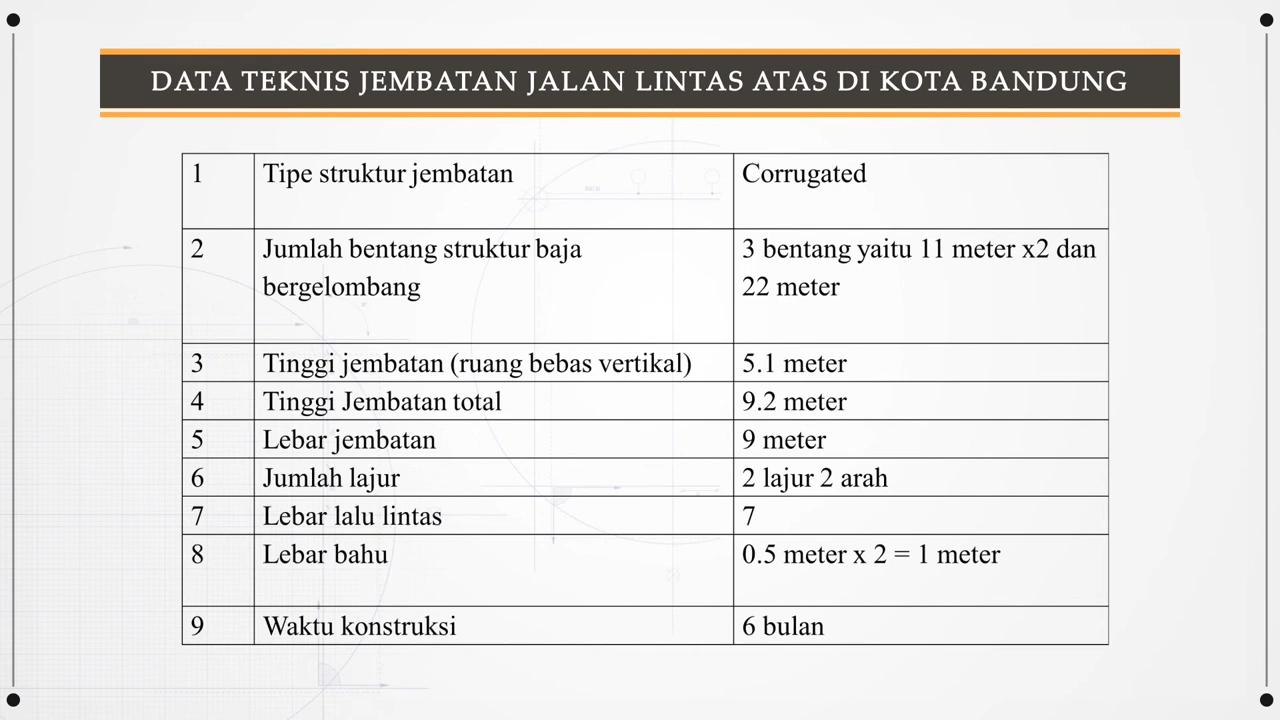 DATA TEKNIS JEMBATAN JALAN LINTAS ATAS DI KOTA BANDUNG
1 Tipe struktur jembatan Corrugated
2 Jumlah bentang struktur baja 3 bentang yaitu 11 meter x2 dan
bergelombang 22 meter
3 Tinggi jembatan (ruang bebas vertikal) 5.1 meter
4 Tinggi Jembatan total 9.2 meter
5 Lebar jembatan 9 meter
6 Jumlah lajur 2 lajur 2 arah
7 Lebar lalu lintas 7
8 Lebar bahu 0.5 meter x 2 = 1 meter
9 Waktu konstruksi 6 bulan